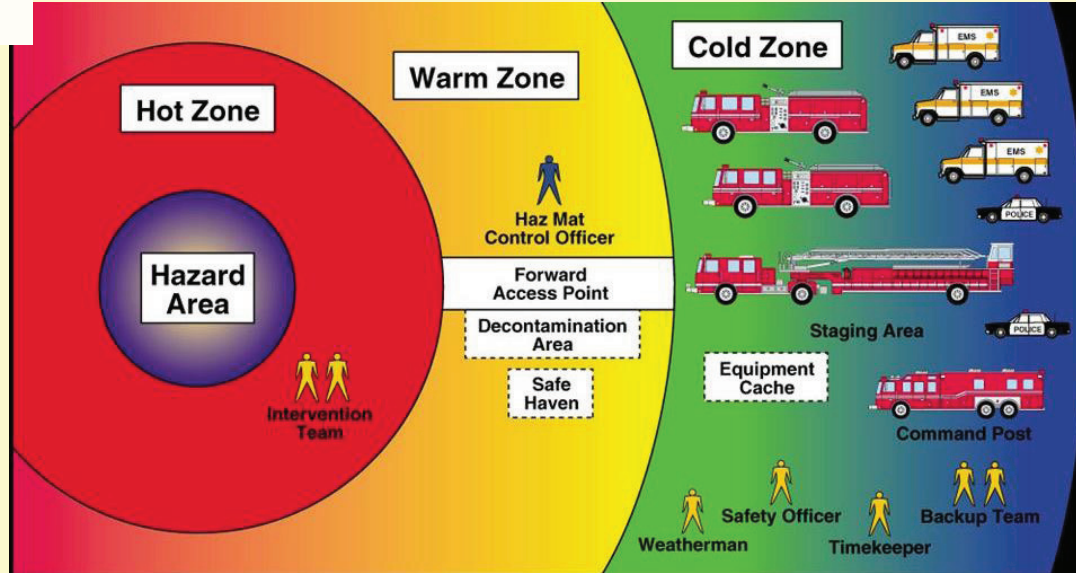 Hot Zone
Warm Zone
Cold Zone
EMS
EMS
EMS
POLICE
POLICE
Hazard
Area
Intervention
Team
Haz Mat
Control Officer
Forward
Access Point
Decontamination
Area
Safe
Haven
Staging Area
Equipment
Cache
Command Post
Weatherman
Safety Officer
Timekeeper
Backup Team